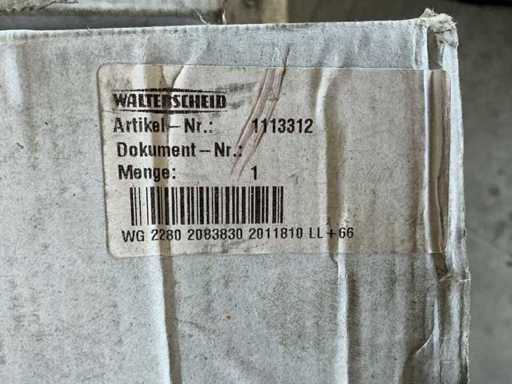 WALTERSCHEID
Artikel-Nr.: 1113312
Dokument-Nr.:
Menge: 1
WG 2280 2083830 2011810 LL+66